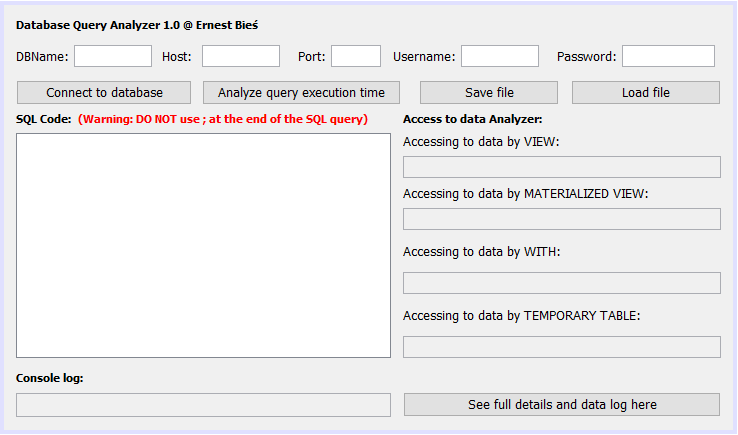 Database Query Analyzer 1.0 @ Ernest Bieś
DBName: Host: Port: Username: Password:
Connect to database Analyze query execution time Save file Load file
SQL Code: (Warning: DO NOT use ; at the end of the SQL query) Access to data Analyzer:
Accessing to data by VIEW:
Accessing to data by MATERIALIZED VIEW:
Accessing to data by WITH:
Accessing to data by TEMPORARY TABLE:
Console log:
See full details and data log here